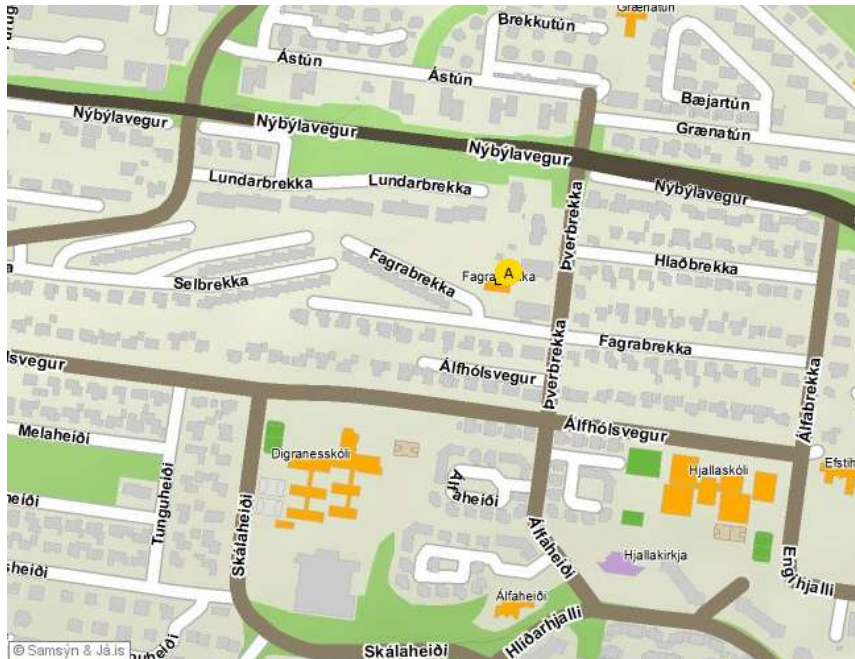 Grænatún
Brekkutún
Ástún
Ástún
Bæjartún
Nýbýlavegur
Nýbýlavegur
Grænatún
Nýbýlavegur
Lundarbrekka
Lundarbrekka
Nýbýlavegur
Þverbrekka
Fagrabrekka
Hlaðbrekka
Selbrekka
A
Fagrabrekka
Þverbrekka
Álfhólsvegur
Álfabrekka
Álfhólsvegur
Melaheiði
Digranesskóli
Hjallaskóli
Tunguheiði
Skálaheiði
Álfaheiði
Hjallakirkja
Engihjalli
Álfaheiði
Hlíðarhjalli
Skálaheiði
© Samsýn & Já.is